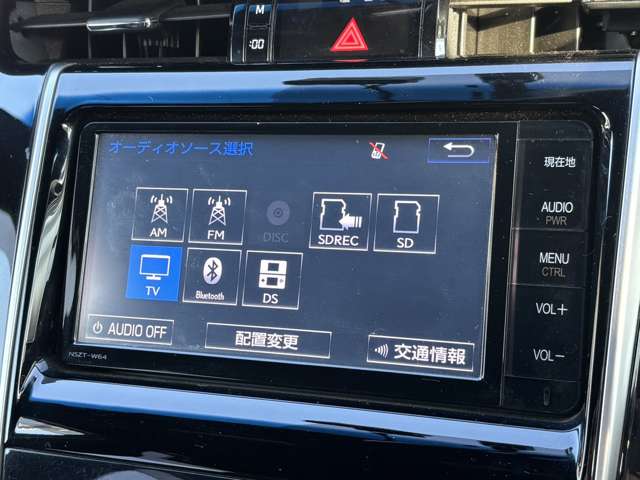 M
:00
オーディオソース選択
現在地
AM
FM
DISC
SDREC
SD
AUDIO
PWR
TV
Bluetooth
DS
MENU
CTRL
VOL+
AUDIO OFF
配置変更
交通情報
VOL-
NSZT-W64